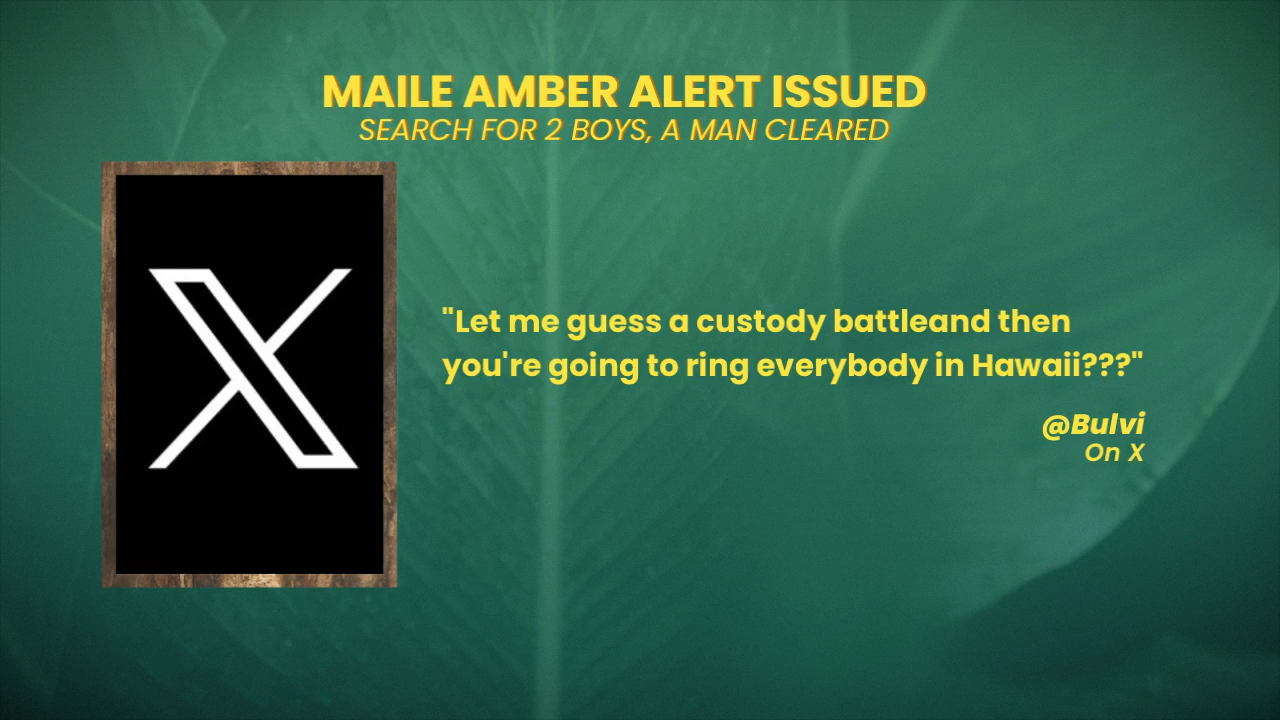 MAILE AMBER ALERT ISSUED
SEARCH FOR 2 BOYS, A MAN CLEARED
"Let me guess a custody battleand then
you're going to ring everybody in Hawaii???"
@Bulvi
On X